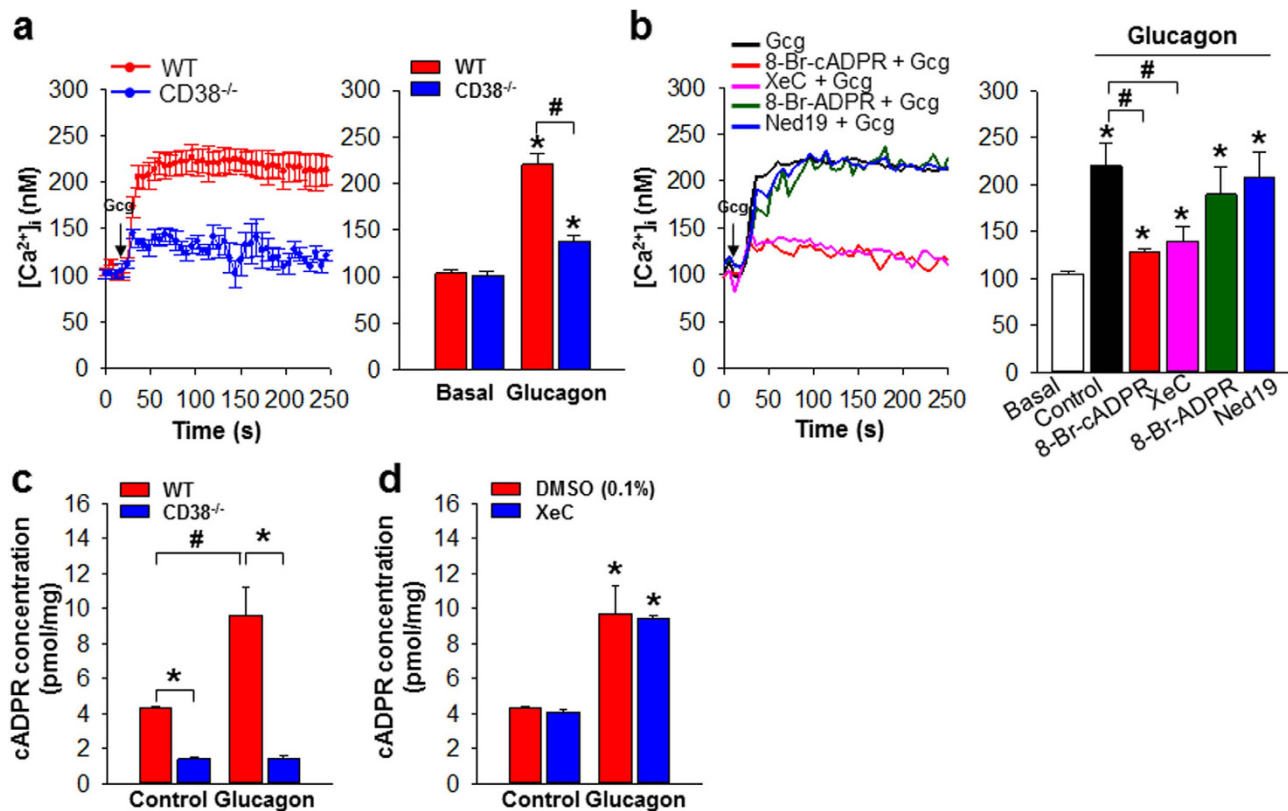 a
WT
CD38-/-
[Ca2+]i (nM)
300
250
200
150
100
50
0
Gcg
0 50 100 150 200 250
Time (s)
WT
CD38-/-
300
250
200
150
100
50
0
#
*
*
Basal Glucagon
b
Gcg
8-Br-cADPR + Gcg
XeC + Gcg
8-Br-ADPR + Gcg
Ned19 + Gcg
[Ca2+]i (nM)
300
250
200
150
100
50
0
Gcg
0 50 100 150 200 250
Time (s)
Glucagon
300
250
200
150
100
50
0
#
#
* * * * *
Basal
Control
8-Br-cADPR
XeC
8-Br-ADPR
Ned19
c
WT
CD38-/-
cADPR concentration
(pmol/mg)
16
14
12
10
8
6
4
2
0
# *
*
Control Glucagon
d
DMSO (0.1%)
XeC
cADPR concentration
(pmol/mg)
16
14
12
10
8
6
4
2
0
* *
Control Glucagon